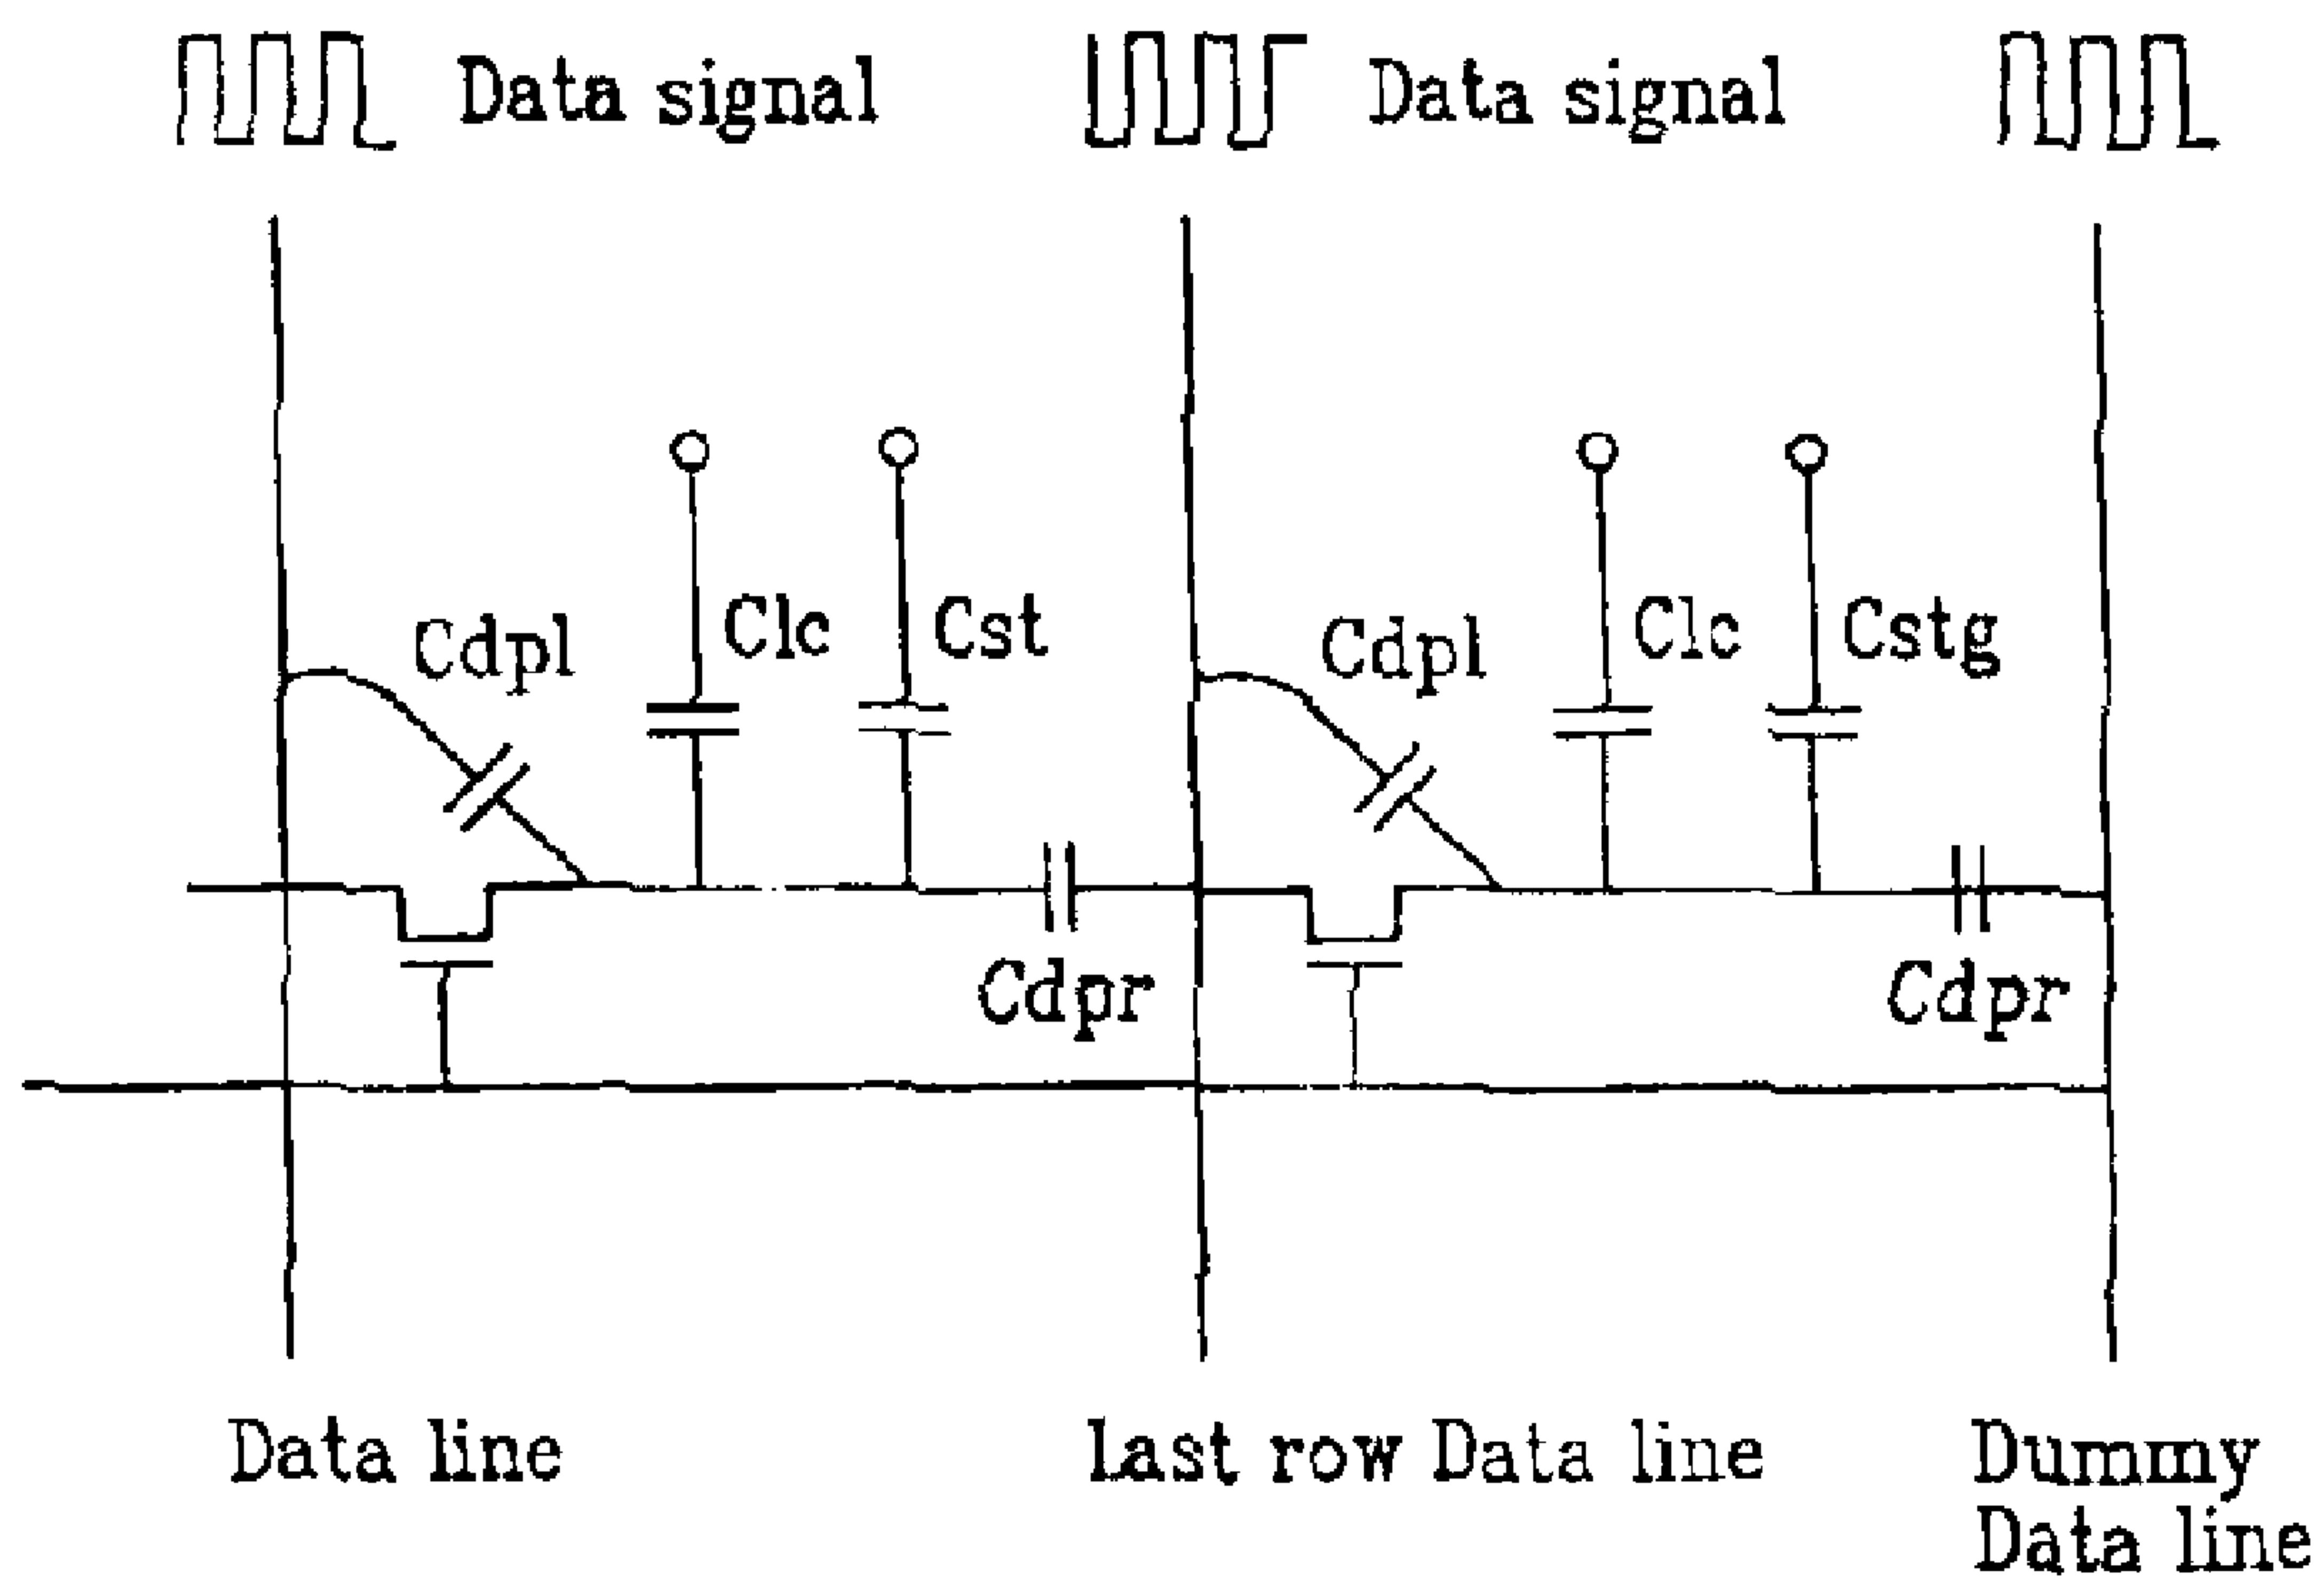 Data signal
Data signal
Cdpl
Clc
Cst
Cdpl
Clc
Cstg
Cdpr
Cdpr
Data line
last row Data line
Dummy
Data line